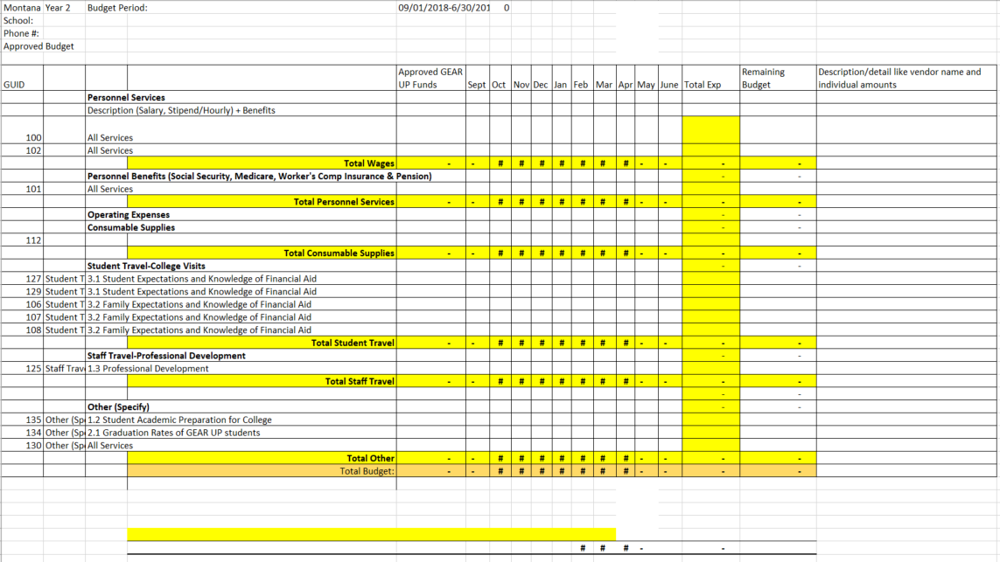 Montana Year 2 Budget Period: 09/01/2018-6/30/201 0
School:
Phone #:
Approved Budget
Approved GEAR Remaining Description/detail like vendor name and
GUID UP Funds Sept Oct Nov Dec Jan Feb Mar Apr May June Total Exp Budget individual amounts
Personnel Services
Description (Salary, Stipend/Hourly) + Benefits
100 All Services
102 All Services
Total Wages - - # # # # # # # - - - -
Personnel Benefits (Social Security, Medicare, Worker's Comp Insurance & Pension) - -
101 All Services
Total Personnel Services - - # # # # # # # - - - -
Operating Expenses - -
Consumable Supplies - -
112
Total Consumable Supplies - - # # # # # # # - - - -
Student Travel-College Visits - -
127 Student T 3.1 Student Expectations and Knowledge of Financial Aid
129 Student T 3.1 Student Expectations and Knowledge of Financial Aid
106 Student T 3.2 Family Expectations and Knowledge of Financial Aid
107 Student T 3.2 Family Expectations and Knowledge of Financial Aid
108 Student T 3.2 Family Expectations and Knowledge of Financial Aid
Total Student Travel - - # # # # # # # - - - -
Staff Travel-Professional Development - -
125 Staff Trav 1.3 Professional Development
Total Staff Travel - - # # # # # # # - - - -
- -
Other (Specify) - -
135 Other (Sp 1.2 Student Academic Preparation for College
134 Other (Sp 2.1 Graduation Rates of GEAR UP students
130 Other (Sp All Services
Total Other - - # # # # # # # - - - -
Total Budget: - - # # # # # # # - - - -
# # # - -